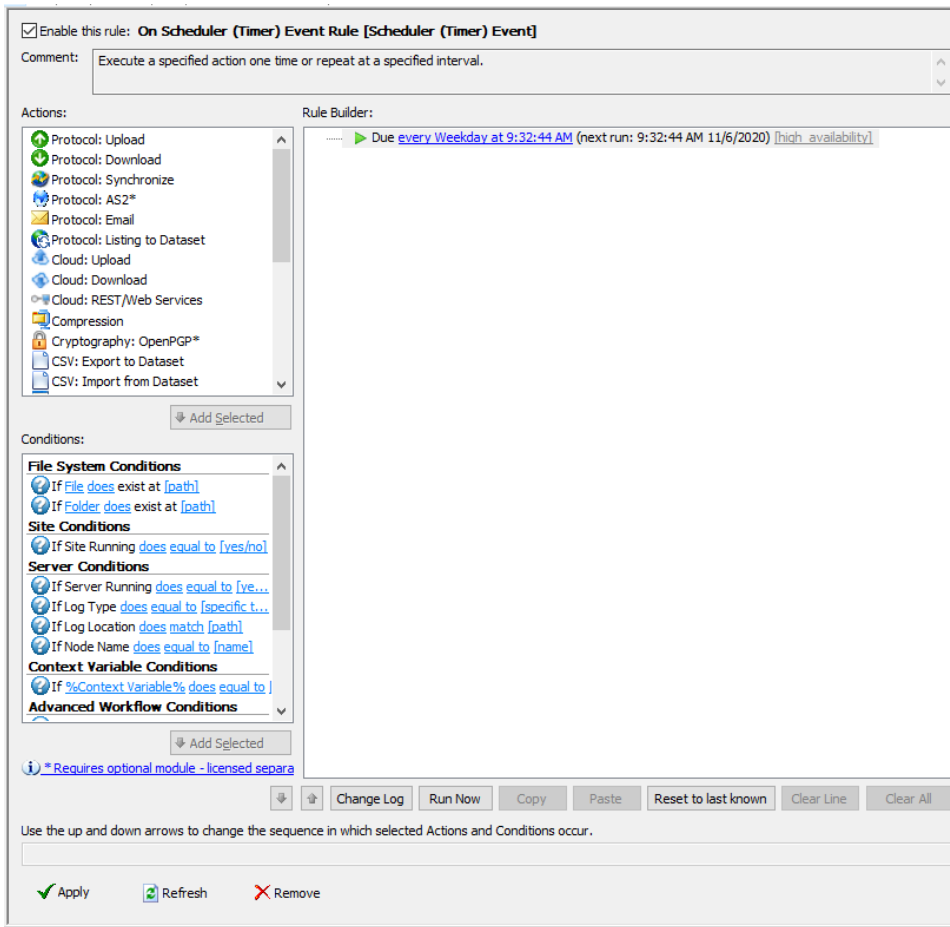 Enable this rule: On Scheduler (Timer) Event Rule [Scheduler (Timer) Event]
Comment:
Execute a specified action one time or repeat at a specified interval.
Actions:
Protocol: Upload
Protocol: Download
Protocol: Synchronize
Protocol: AS2*
Protocol: Email
Protocol: Listing to Dataset
Cloud: Upload
Cloud: Download
Cloud: REST/Web Services
Compression
Cryptography: OpenPGP*
CSV: Export to Dataset
CSV: Import from Dataset
Add Selected
Conditions:
File System Conditions
If File does exist at [path]
If Folder does exist at [path]
Site Conditions
If Site Running does equal to [yes/no]
Server Conditions
If Server Running does equal to [ye...
If Log Type does equal to [specific t...
If Log Location does match [path]
If Node Name does equal to [name]
Context Variable Conditions
If %Context Variable% does equal to [
Advanced Workflow Conditions
Add Selected
* Requires optional module - licensed separa
Rule Builder:
Due every Weekday at 9:32:44 AM (next run: 9:32:44 AM 11/6/2020) [high_availability]
Change Log Run Now Copy Paste Reset to last known Clear Line Clear All
Use the up and down arrows to change the sequence in which selected Actions and Conditions occur.
Apply Refresh Remove